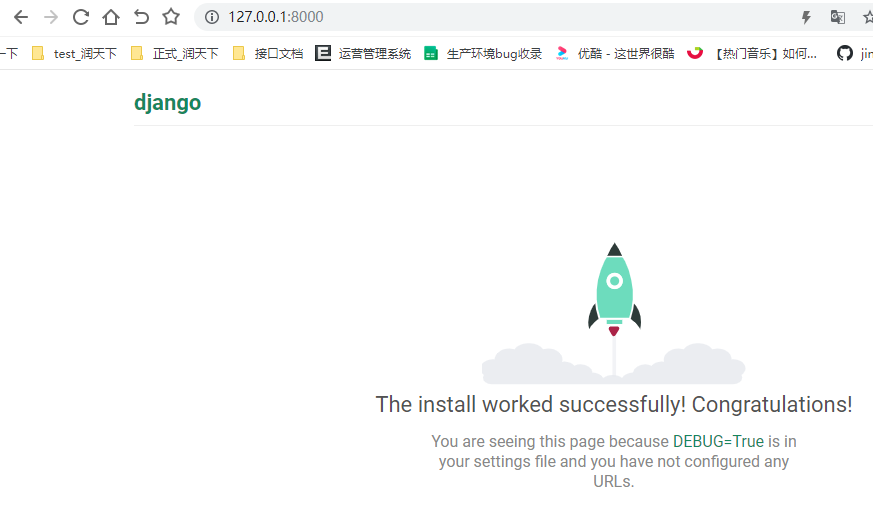 127.0.0.1:8000
一下 test_润天下 正式_润天下 接口文档 运营管理系统 生产环境bug收录 优酷 - 这世界很酷 【热门音乐】如何... jin
django
The install worked successfully! Congratulations!
You are seeing this page because DEBUG=True is in
your settings file and you have not configured any
URLs.